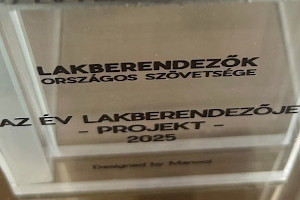 LAKBERENDEZŐK
ORSZÁGOS SZÖVETSÉGE
AZ ÉV LAKBERENDEZŐJE
- PROJEKT -
2025
Designed by